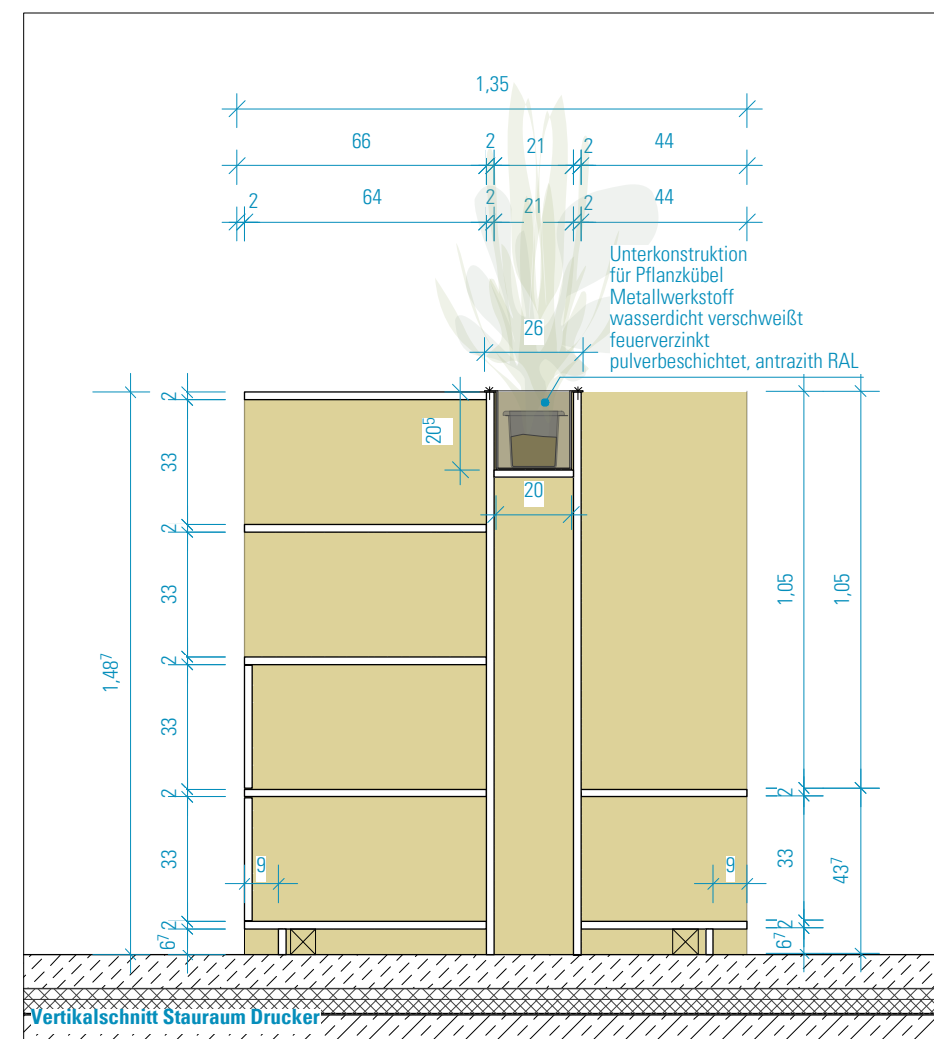 1,35
66 2 21 2 44
2 64 2 21 2 44
Unterkonstruktion
für Pflanzkübel
Metallwerkstoff
wasserdicht verschweißt
feuerverzinkt
pulverbeschichtet, antrazith RAL
26
2
20⁵
33
20
2
33
1,05 1,05
2
1,48⁷
33
2 2
33 9 9 33 43⁷
2 2
6⁷ 6⁷
Vertikalschnitt Stauraum Drucker